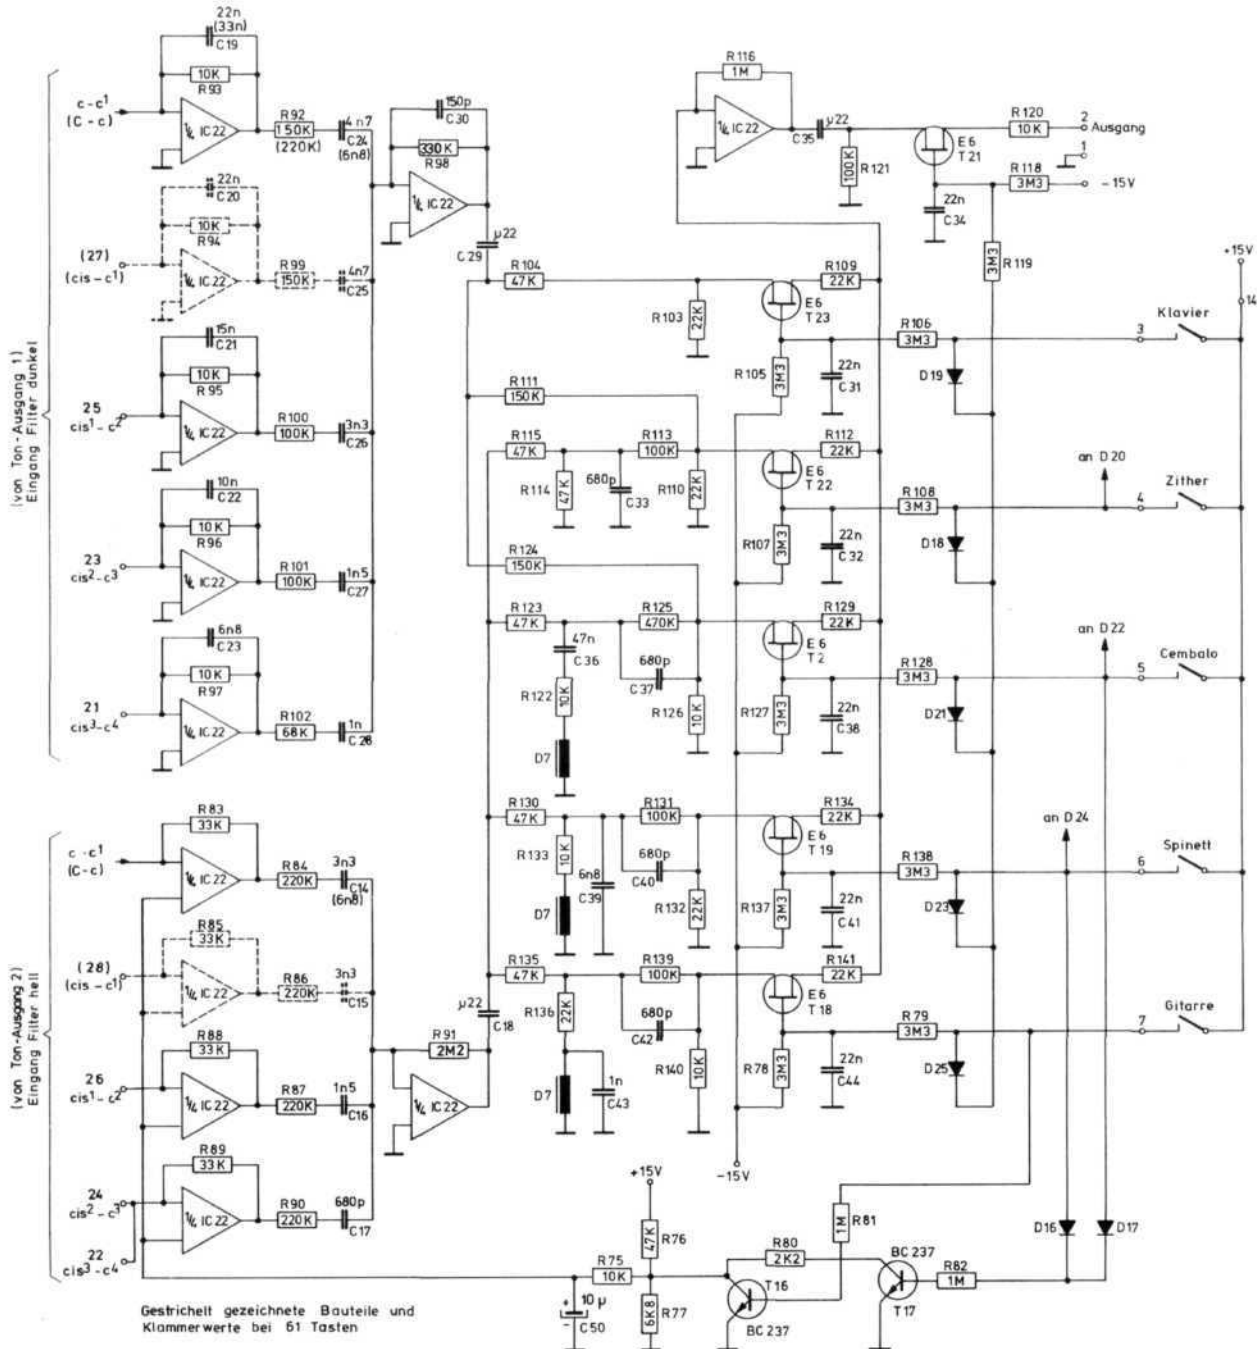 22n
(33n)
C19
10K
R93
c-c¹
(C-c)
¼ IC22
R92
150K
(220K)
4n7
C24
(6n8)
150p
C30
330K
R98
¼ IC22
µ22
C29
22n
C20
10K
R94
(27)
(cis-c¹)
¼ IC22
R99
150K
4n7
C25
15n
C21
10K
R95
25
cis¹-c²
¼ IC22
R100
100K
3n3
C26
10n
C22
10K
R96
23
cis²-c³
¼ IC22
R101
100K
1n5
C27
6n8
C23
10K
R97
21
cis³-c⁴
¼ IC22
R102
68K
1n
C28
(von Ton-Ausgang 1)
Eingang Filter dunkel
R83
33K
c-c¹
(C-c)
¼ IC22
R84
220K
3n3
C14
(6n8)
R85
33K
(28)
(cis-c¹)
¼ IC22
R86
220K
3n3
C15
R88
33K
26
cis¹-c²
¼ IC22
R87
220K
1n5
C16
R89
33K
24
cis²-c³
22
cis³-c⁴
¼ IC22
R90
220K
680p
C17
(von Ton-Ausgang 2)
Eingang Filter hell
R91
2M2
¼ IC22
µ22
C18
R116
1M
¼ IC22
µ22
C35
100K
R121
E6
T21
R120
10K
2
Ausgang
1
R118
3M3
-15V
22n
C34
3M3
R119
+15V
14
R104
47K
R103
22K
E6
T23
R109
22K
R105
3M3
22n
C31
R106
3M3
D19
3
Klavier
R111
150K
R115
47K
R114
47K
680p
C33
R113
100K
R110
22K
E6
T22
R112
22K
R107
3M3
22n
C32
R108
3M3
D18
an D20
4
Zither
R124
150K
R123
47K
47n
C36
R122
10K
D7
R125
470K
680p
C37
R126
10K
E6
T2
R129
22K
R127
3M3
22n
C38
R128
3M3
D21
an D22
5
Cembalo
R130
47K
R133
10K
D7
6n8
C39
R131
100K
680p
C40
R132
22K
E6
T19
R134
22K
R137
3M3
22n
C41
R138
3M3
D23
an D24
6
Spinett
R135
47K
R136
22K
D7
1n
C43
R139
100K
680p
C42
R140
10K
E6
T18
R141
22K
R78
3M3
22n
C44
R79
3M3
D25
7
Gitarre
-15V
+15V
47K
R76
R75
10K
10µ
+
-
C50
6K8
R77
T16
BC237
R80
2K2
1M
R81
BC237
T17
R82
1M
D16
D17
Gestrichelt gezeichnete Bauteile und
Klammerwerte bei 61 Tasten